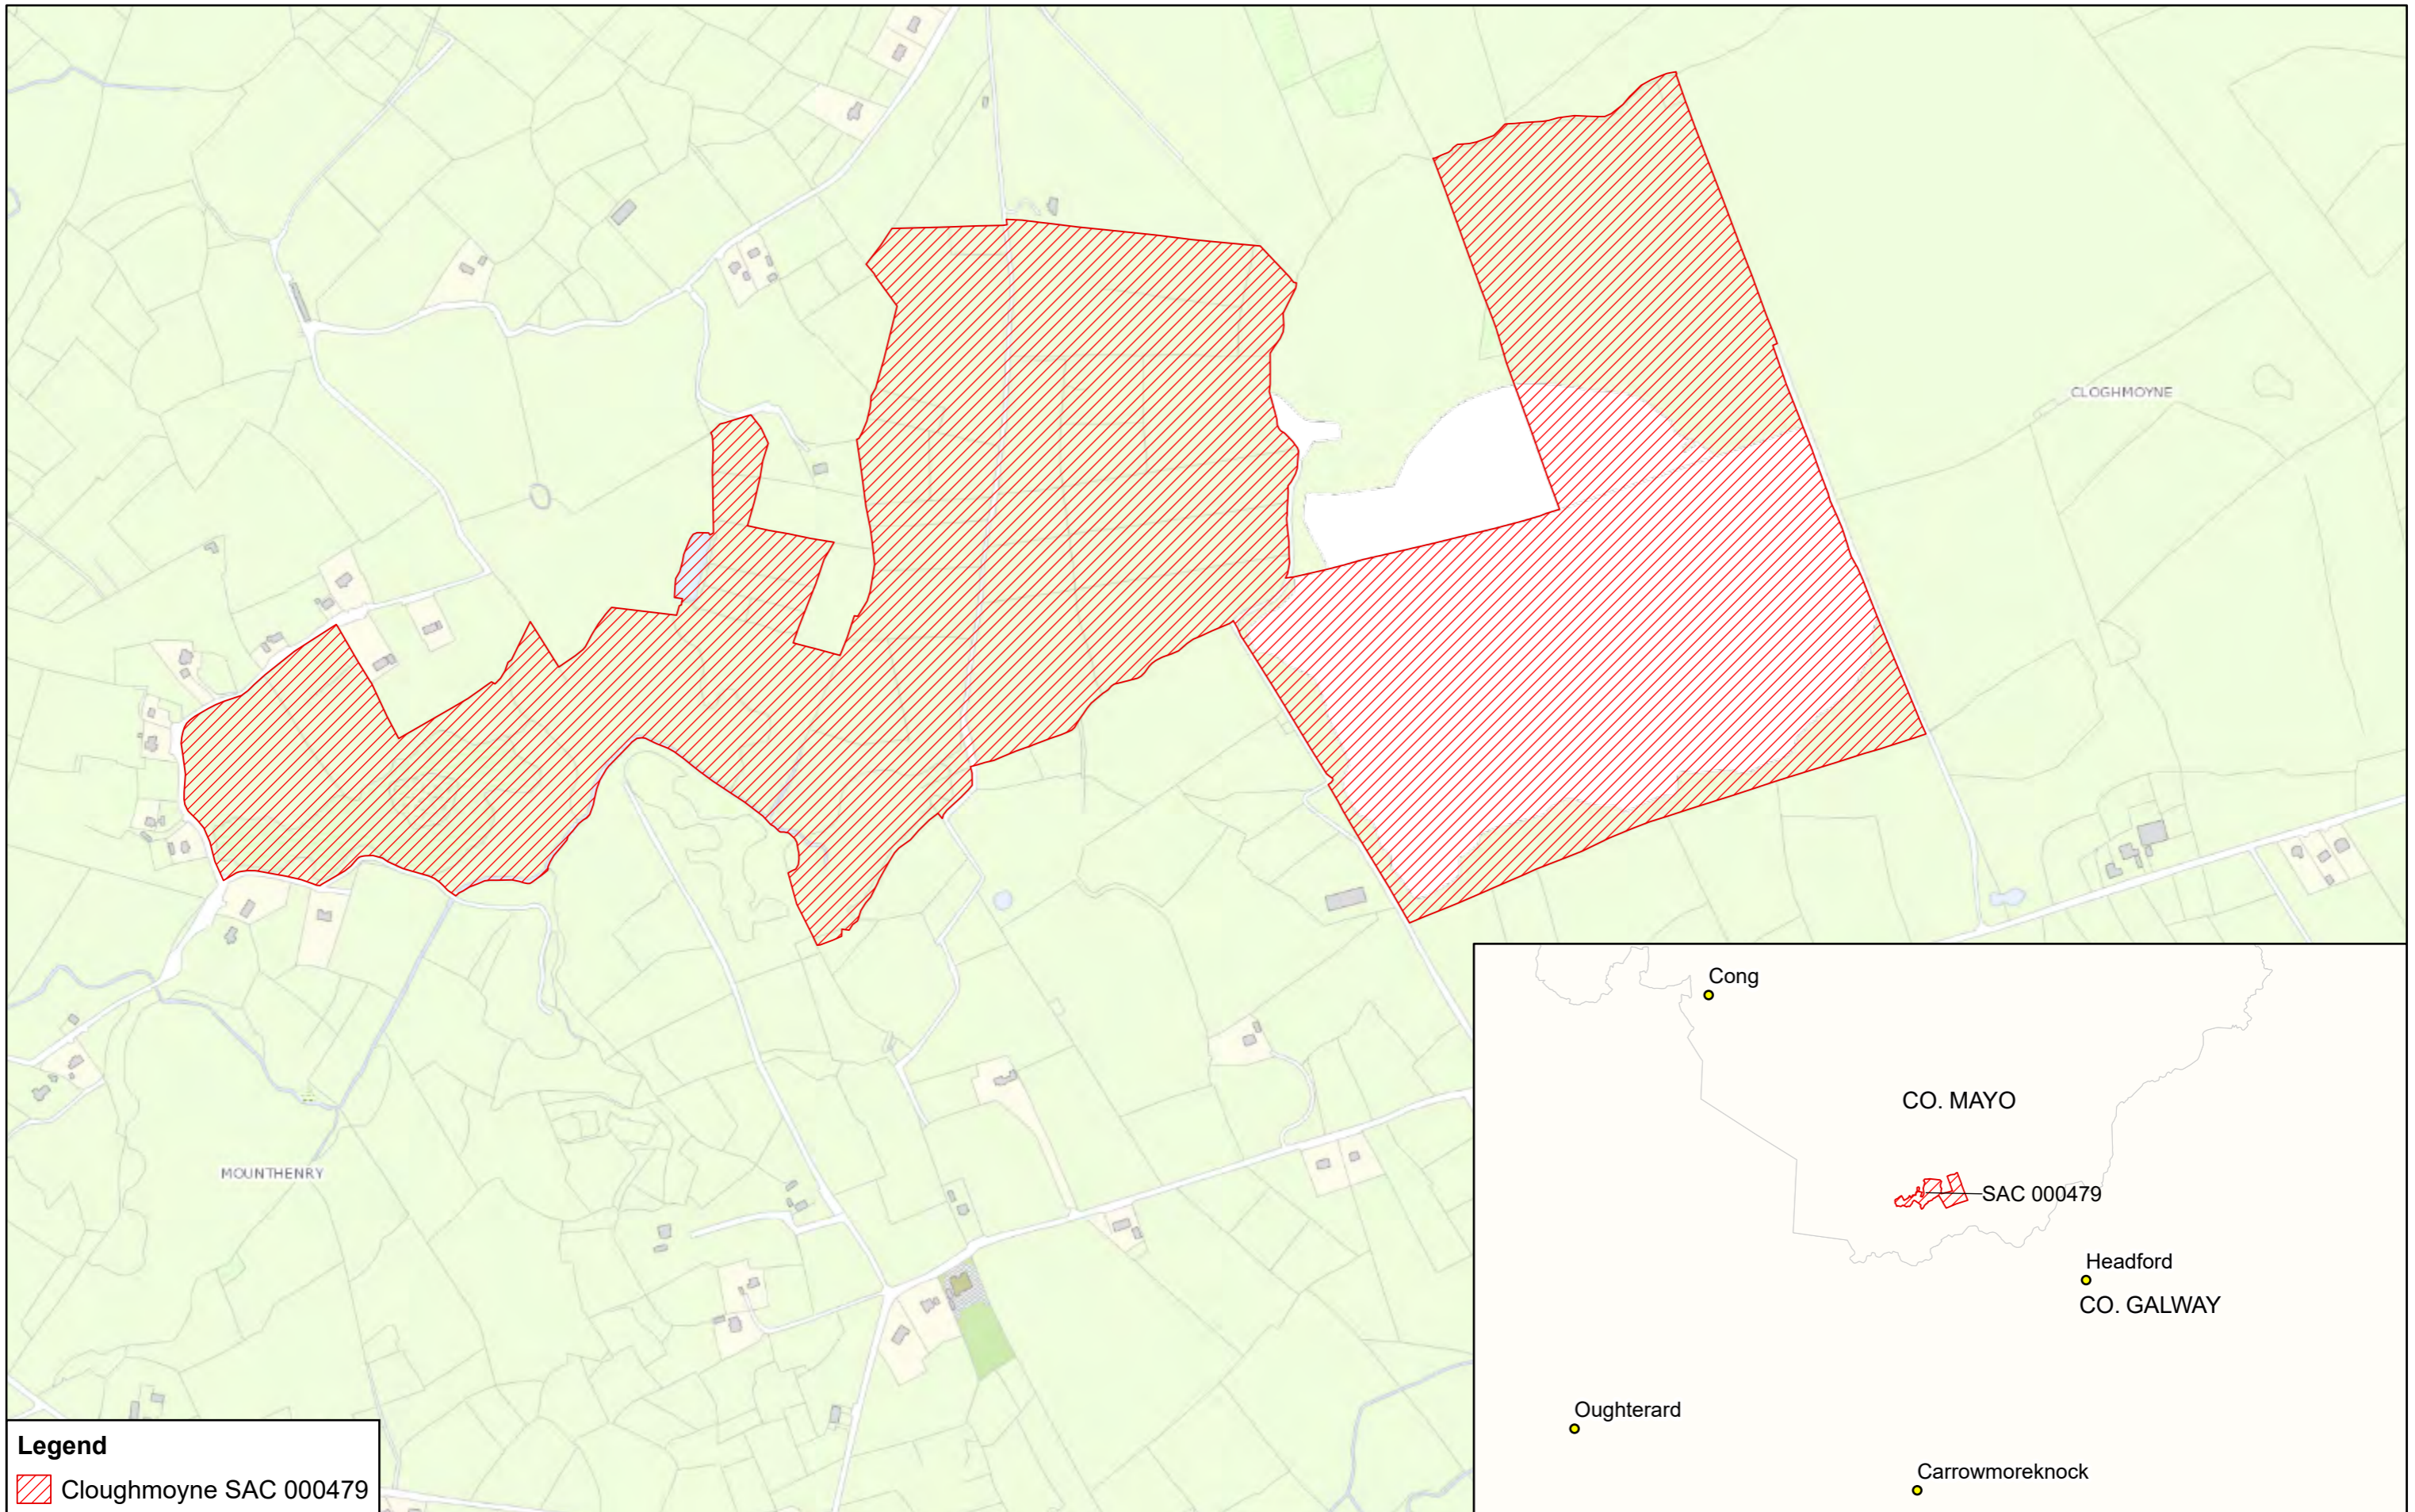 CLOGHMOYNE
MOUNTHENRY
Legend
Cloughmoyne SAC 000479
Cong
CO. MAYO
SAC 000479
Headford
CO. GALWAY
Oughterard
Carrowmoreknock